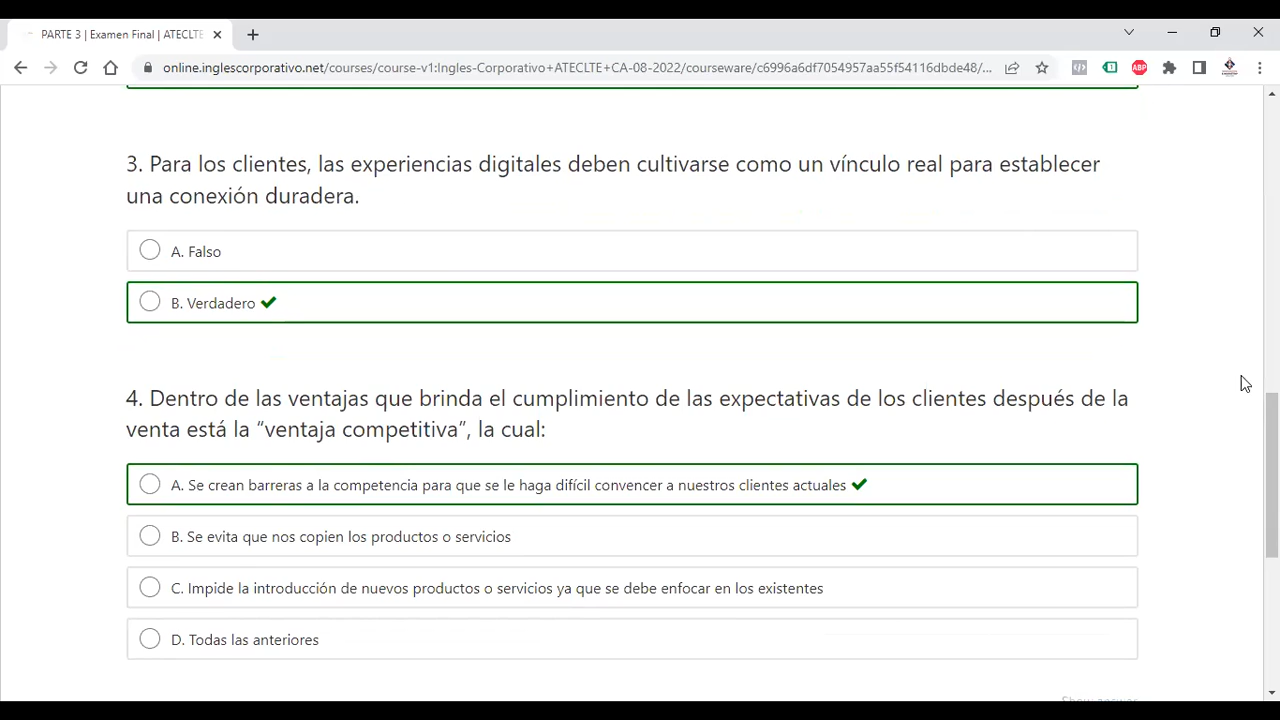 PARTE 3 | Examen Final | ATECLTE
online.inglescorporativo.net/courses/course-v1:Ingles-Corporativo+ATECLTE+CA-08-2022/courseware/c6996a6df7054957aa55f54116dbde48/...
ABP
3. Para los clientes, las experiencias digitales deben cultivarse como un vínculo real para establecer
una conexión duradera.
A. Falso
B. Verdadero
4. Dentro de las ventajas que brinda el cumplimiento de las expectativas de los clientes después de la
venta está la “ventaja competitiva”, la cual:
A. Se crean barreras a la competencia para que se le haga difícil convencer a nuestros clientes actuales
B. Se evita que nos copien los productos o servicios
C. Impide la introducción de nuevos productos o servicios ya que se debe enfocar en los existentes
D. Todas las anteriores
Show answer